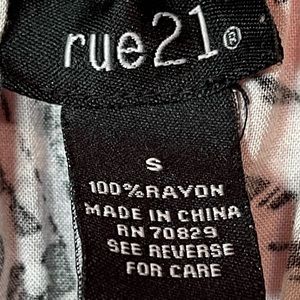 rue21®
S
100% RAYON
MADE IN CHINA
RN 70829
SEE REVERSE
FOR CARE